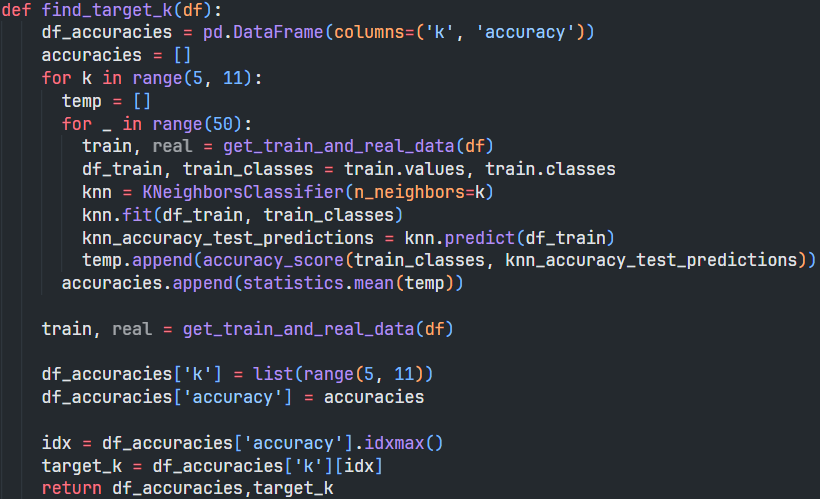 def find_target_k(df):
    df_accuracies = pd.DataFrame(columns=('k', 'accuracy'))
    accuracies = []
    for k in range(5, 11):
      temp = []
      for _ in range(50):
        train, real = get_train_and_real_data(df)
        df_train, train_classes = train.values, train.classes
        knn = KNeighborsClassifier(n_neighbors=k)
        knn.fit(df_train, train_classes)
        knn_accuracy_test_predictions = knn.predict(df_train)
        temp.append(accuracy_score(train_classes, knn_accuracy_test_predictions))
      accuracies.append(statistics.mean(temp))

    train, real = get_train_and_real_data(df)

    df_accuracies['k'] = list(range(5, 11))
    df_accuracies['accuracy'] = accuracies

    idx = df_accuracies['accuracy'].idxmax()
    target_k = df_accuracies['k'][idx]
    return df_accuracies,target_k